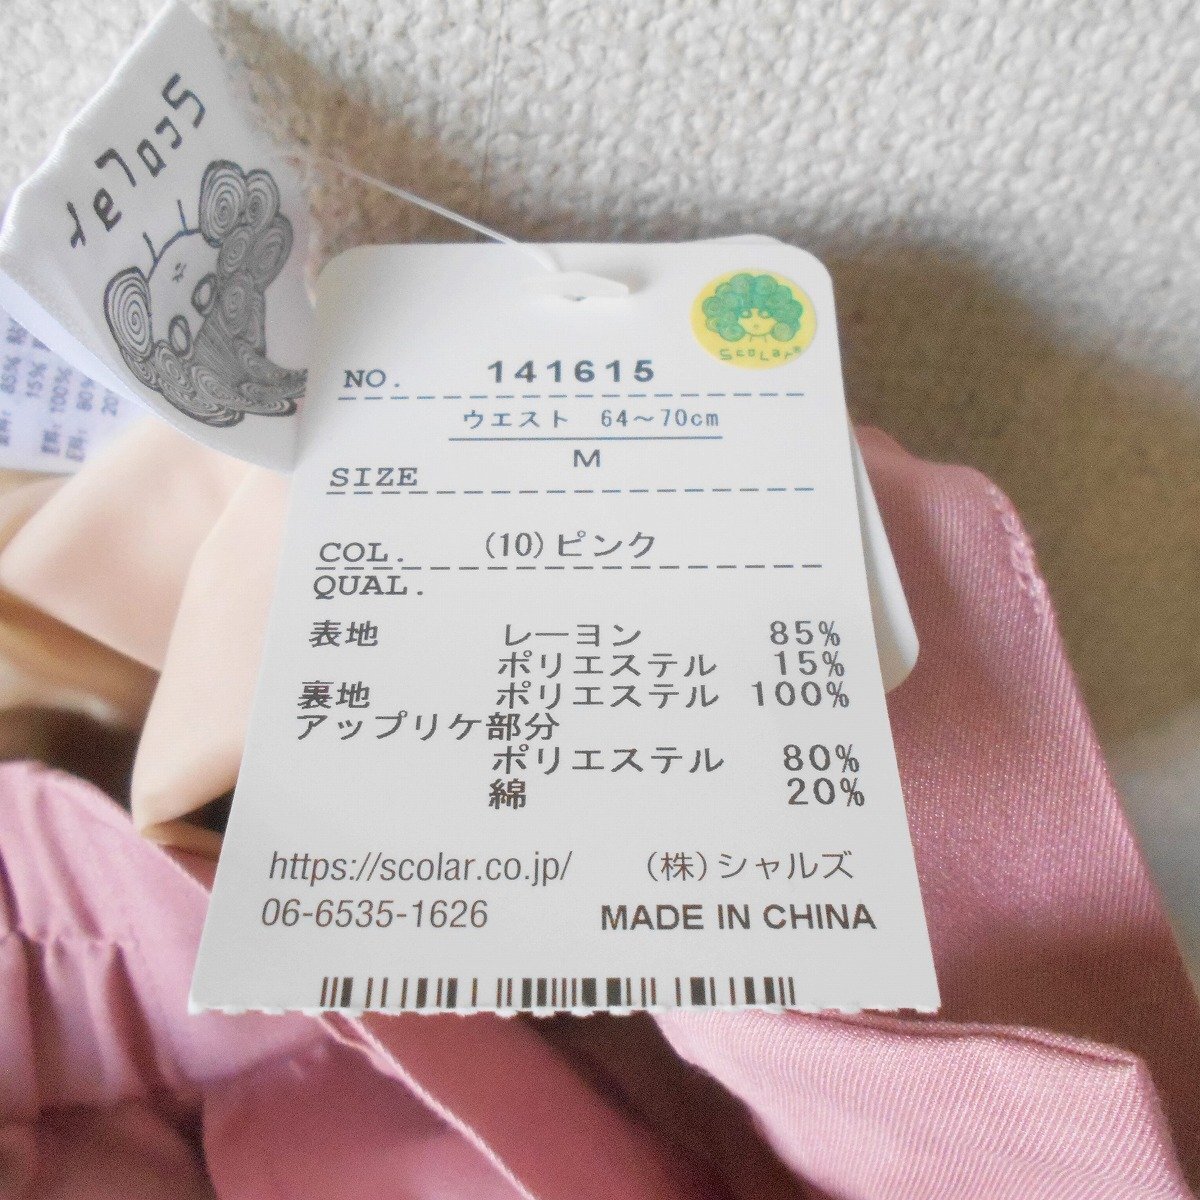 ScoLar
ScoLar
NO. 141615
ウエスト 64～70cm
M
SIZE
COL. (10)ピンク
QUAL.
表地 レーヨン 85%
ポリエステル 15%
裏地 ポリエステル 100%
アップリケ部分
ポリエステル 80%
綿 20%
https://scolar.co.jp/ (株)シャルズ
06-6535-1626 MADE IN CHINA